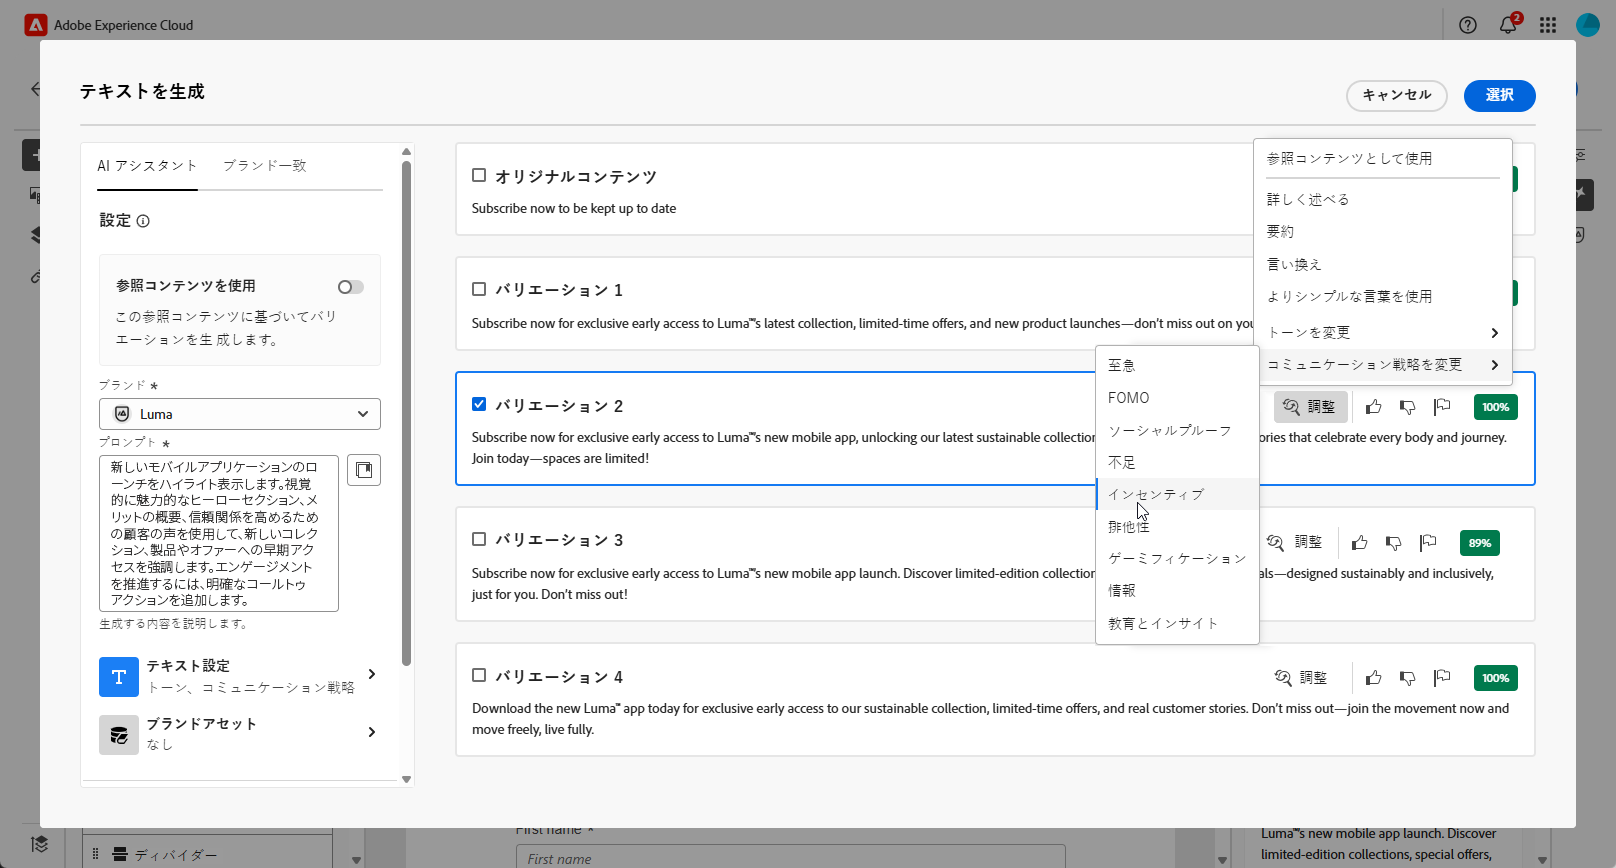 Adobe Experience Cloud
2
テキストを生成
キャンセル
選択
AI アシスタント
ブランド一致
設定
参照コンテンツを使用
この参照コンテンツに基づいてバリ
エーションを生 成します。
ブランド *
Luma
プロンプト *
新しいモバイルアプリケーションのロ
ーンチをハイライト表示します。視覚
的に魅力的なヒーローセクション、メ
リットの概要、信頼関係を高めるため
の顧客の声を使用して、新しいコレク
ション、製品やオファーへの早期アク
セスを強調します。エンゲージメント
を推進するには、明確なコールトゥ
アクションを追加します。
生成する内容を説明します。
T
テキスト設定
トーン、コミュニケーション戦略
ブランドアセット
なし
オリジナルコンテンツ
Subscribe now to be kept up to date
バリエーション 1
Subscribe now for exclusive early access to Luma™'s latest collection, limited-time offers, and new product launches—don't miss out on you
バリエーション 2
調整
100%
Subscribe now for exclusive early access to Luma™'s new mobile app, unlocking our latest sustainable collection
ories that celebrate every body and journey.
Join today—spaces are limited!
バリエーション 3
調整
89%
Subscribe now for exclusive early access to Luma™'s new mobile app launch. Discover limited-edition collection
als—designed sustainably and inclusively,
just for you. Don't miss out!
バリエーション 4
調整
100%
Download the new Luma™ app today for exclusive early access to our sustainable collection, limited-time offers, and real customer stories. Don't miss out—join the movement now and
move freely, live fully.
参照コンテンツとして使用
詳しく述べる
要約
言い換え
よりシンプルな言葉を使用
トーンを変更
コミュニケーション戦略を変更
至急
FOMO
ソーシャルプルーフ
不足
インセンティブ
排他性
ゲーミフィケーション
情報
教育とインサイト
ディバイダー
First name *
First name
Luma™'s new mobile app launch. Discover
limited-edition collections, special offers,